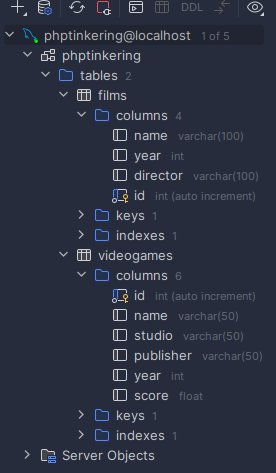 DDL
phptinkering@localhost 1 of 5
phptinkering
tables 2
films
columns 4
name varchar(100)
year int
director varchar(100)
id int (auto increment)
keys 1
indexes 1
videogames
columns 6
id int (auto increment)
name varchar(50)
studio varchar(50)
publisher varchar(50)
year int
score float
keys 1
indexes 1
Server Objects